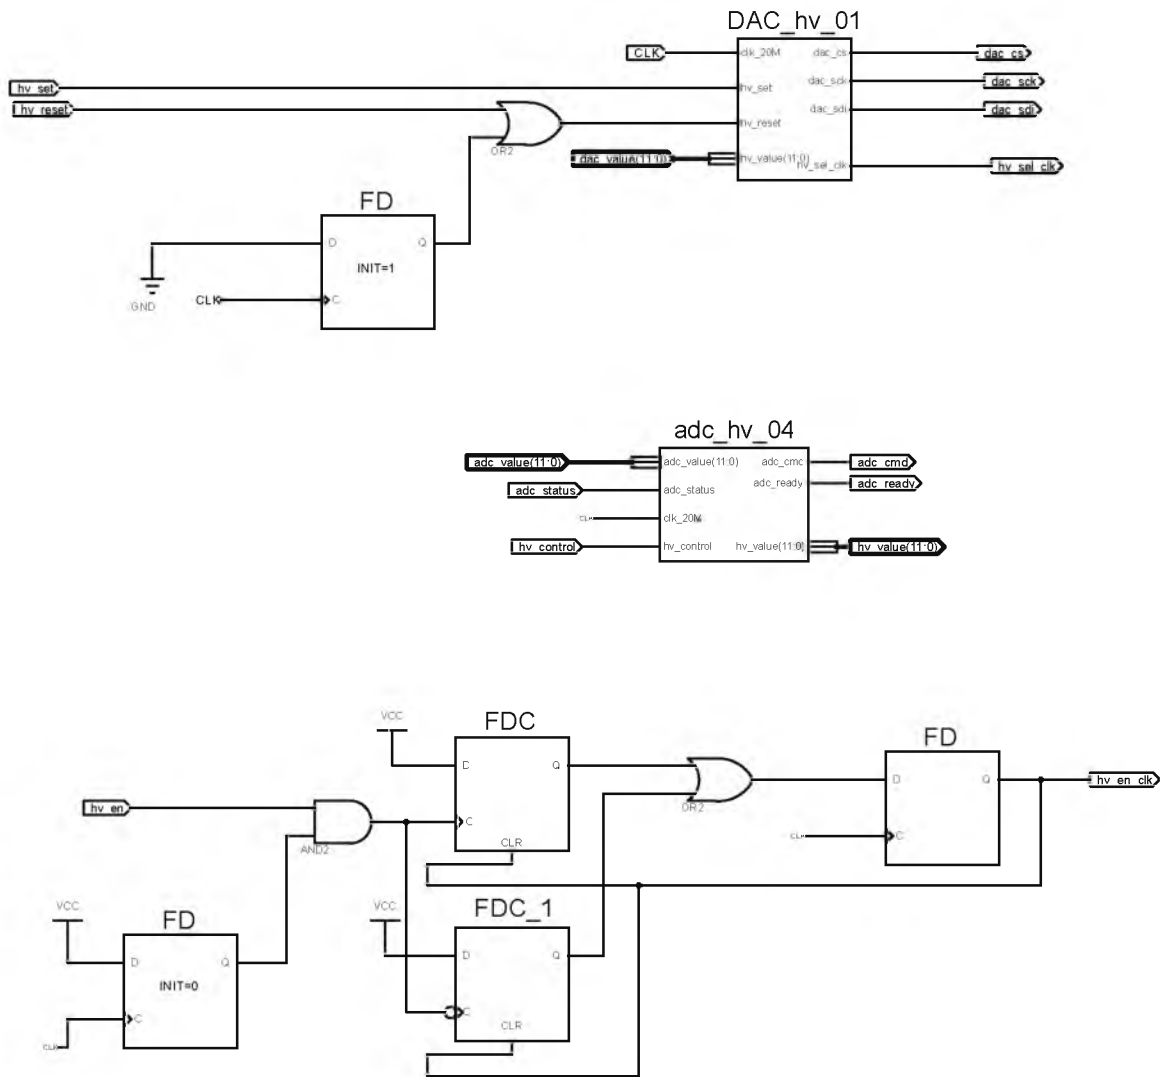 DAC_hv_01
CLK
clk_20M
dac_cs
dac_cs
hv_set
hv_set
dac_sck
dac_sck
hv_reset
dac_sdi
dac_sdi
hv_reset
OR2
dac_value(11:0)
hv_value(11:0)
hv_sel_clk
hv_sel_clk
FD
D
Q
INIT=1
GND
CLK
C
adc_hv_04
adc_value(11:0)
adc_value(11:0)
adc_cmd
adc_cmd
adc_status
adc_status
adc_ready
adc_ready
CLK
clk_20M
hv_control
hv_control
hv_value(11:0)
hv_value(11:0)
VCC
FDC
FD
D
Q
D
Q
hv_en_clk
hv_en
OR2
C
CLK
C
AND2
CLR
VCC
FD
VCC
FDC_1
D
Q
D
Q
INIT=0
C
CLK
C
CLR